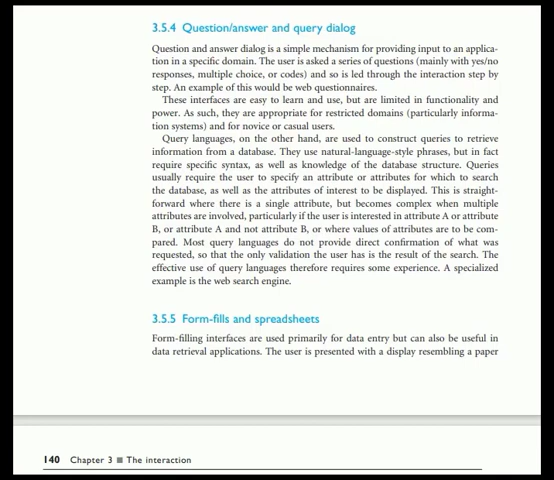 3.5.4 Question/answer and query dialog
Question and answer dialog is a simple mechanism for providing input to an applica-
tion in a specific domain. The user is asked a series of questions (mainly with yes/no
responses, multiple choice, or codes) and so is led through the interaction step by
step. An example of this would be web questionnaires.
These interfaces are easy to learn and use, but are limited in functionality and
power. As such, they are appropriate for restricted domains (particularly informa-
tion systems) and for novice or casual users.
Query languages, on the other hand, are used to construct queries to retrieve
information from a database. They use natural-language-style phrases, but in fact
require specific syntax, as well as knowledge of the database structure. Queries
usually require the user to specify an attribute or attributes for which to search
the database, as well as the attributes of interest to be displayed. This is straight-
forward where there is a single attribute, but becomes complex when multiple
attributes are involved, particularly if the user is interested in attribute A or attribute
B, or attribute A and not attribute B, or where values of attributes are to be com-
pared. Most query languages do not provide direct confirmation of what was
requested, so that the only validation the user has is the result of the search. The
effective use of query languages therefore requires some experience. A specialized
example is the web search engine.
3.5.5 Form-fills and spreadsheets
Form-filling interfaces are used primarily for data entry but can also be useful in
data retrieval applications. The user is presented with a display resembling a paper
140 Chapter 3 ■ The interaction